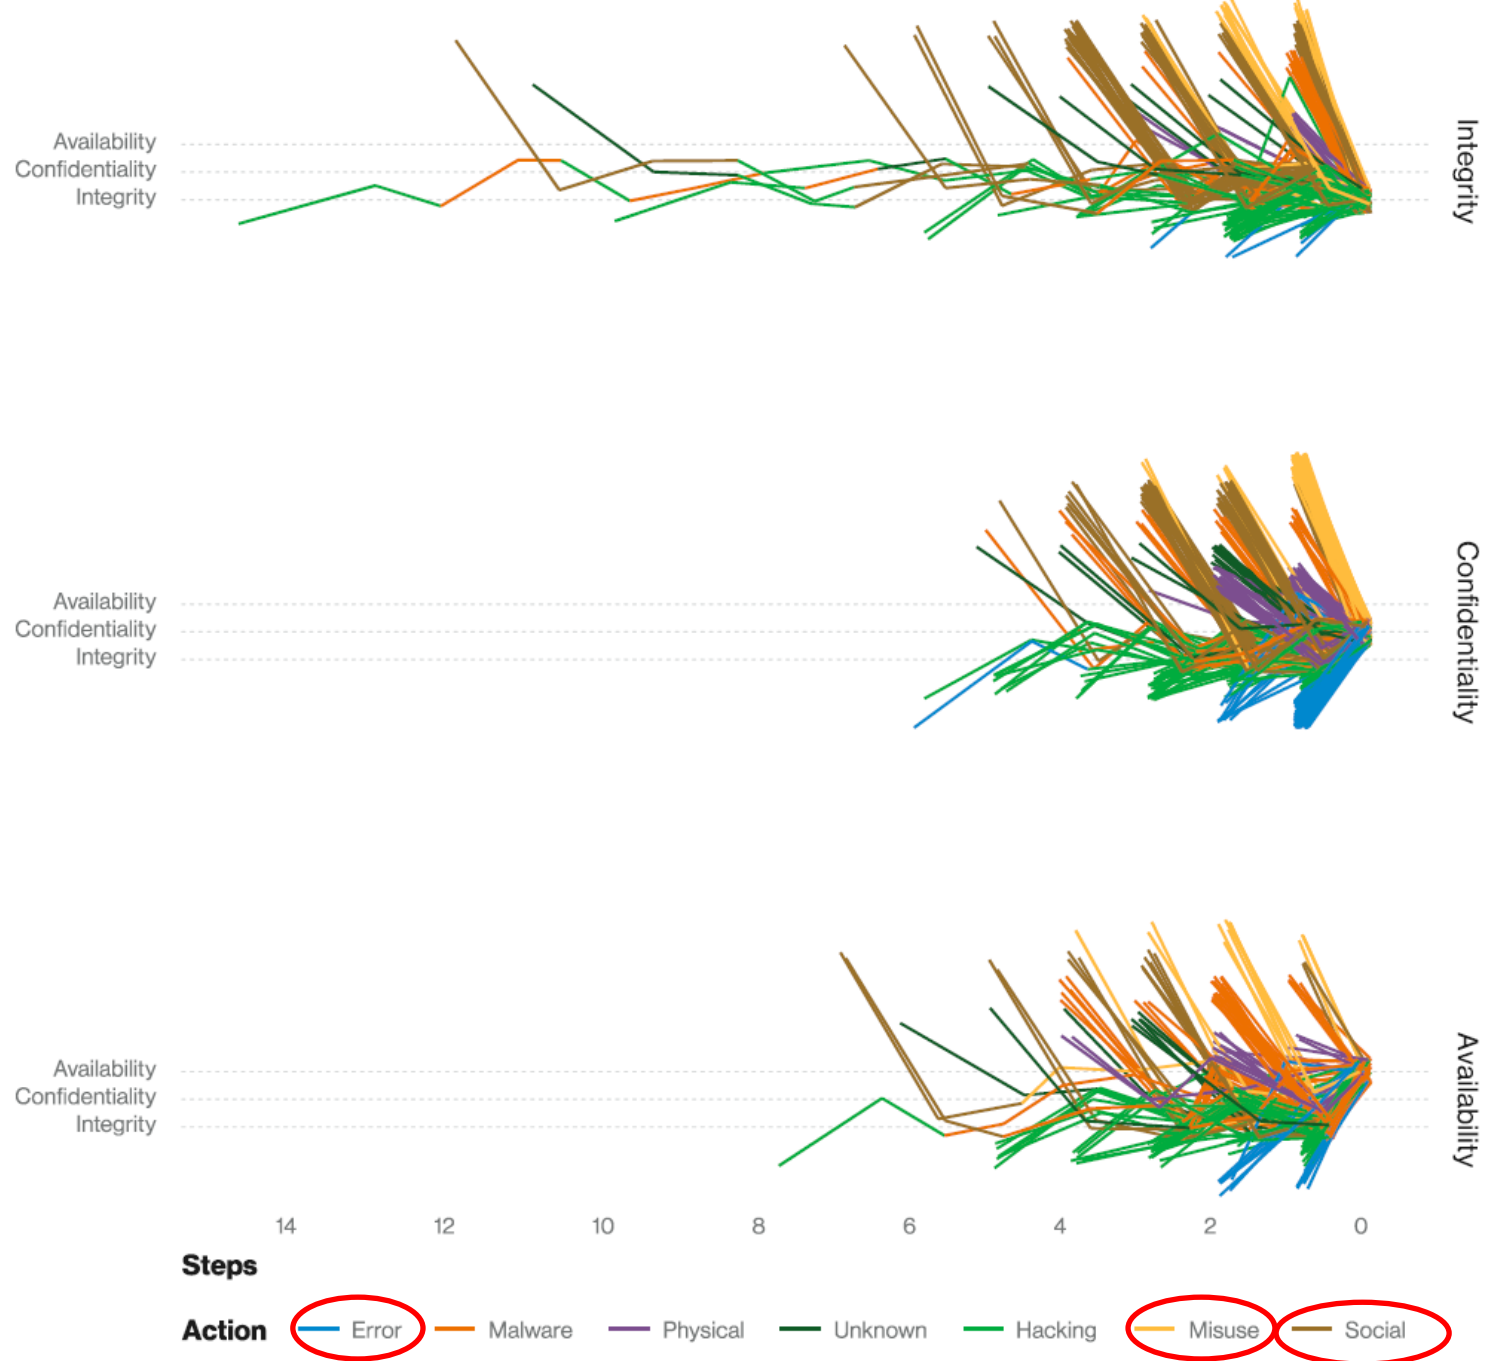 Availability
Confidentiality
Integrity
Integrity
Availability
Confidentiality
Integrity
Confidentiality
Availability
Confidentiality
Integrity
Availability
14 12 10 8 6 4 2 0
Steps
Action Error Malware Physical Unknown Hacking Misuse Social